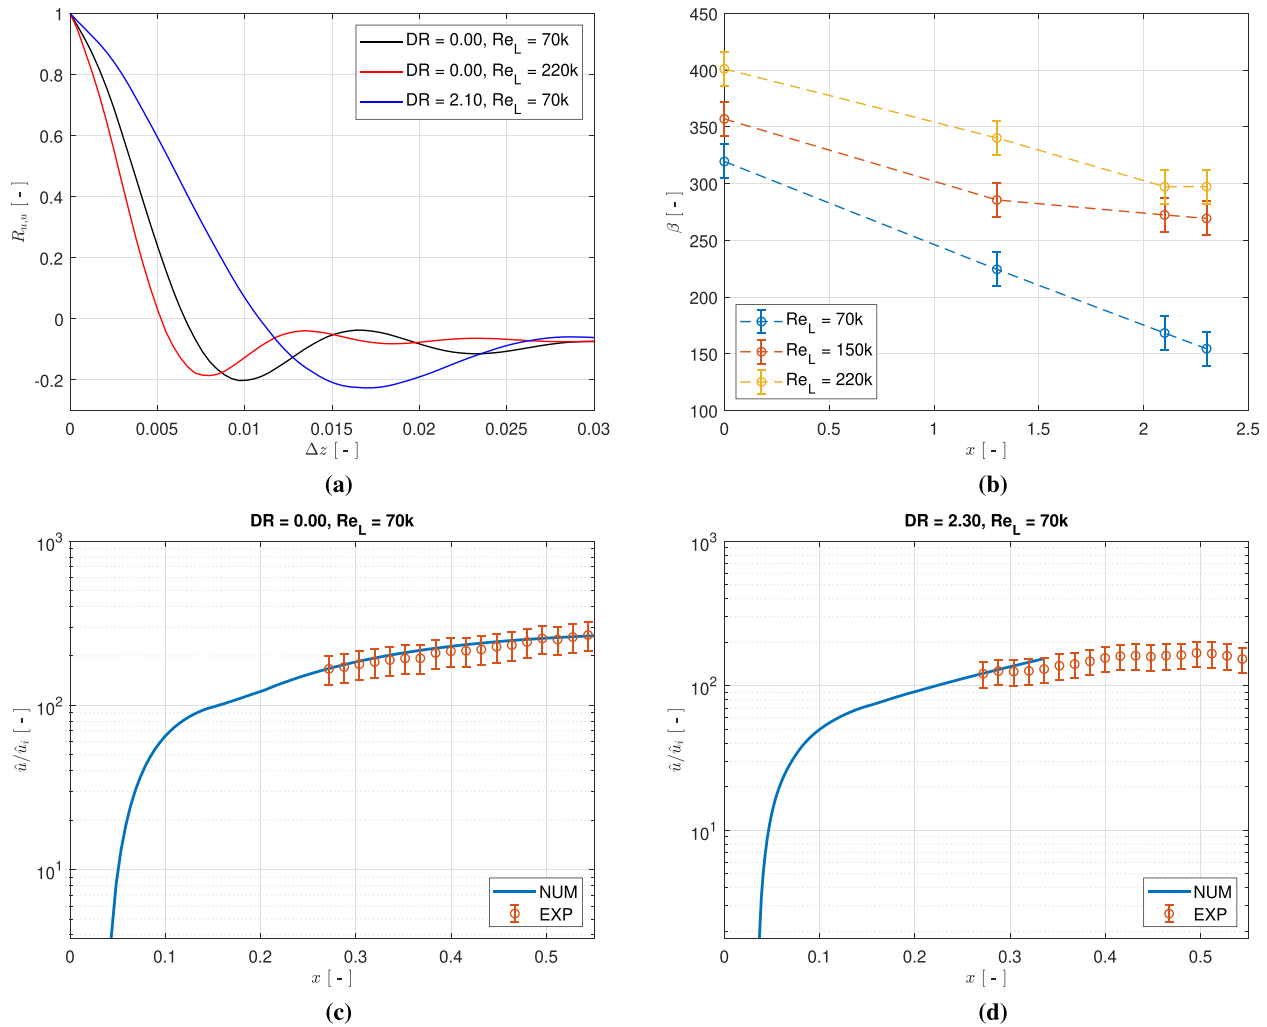 1
0.8
0.6
0.4
0.2
0
-0.2
R_{u,u} [ - ]
0 0.005 0.01 0.015 0.02 0.025 0.03
Δz [ - ]
DR = 0.00, Re_L = 70k
DR = 0.00, Re_L = 220k
DR = 2.10, Re_L = 70k
(a)
450
400
350
300
250
200
150
100
β [ - ]
0 0.5 1 1.5 2 2.5
x [ - ]
Re_L = 70k
Re_L = 150k
Re_L = 220k
(b)
DR = 0.00, Re_L = 70k
10^3
10^2
10^1
û/û_i [ - ]
0 0.1 0.2 0.3 0.4 0.5
x [ - ]
NUM
EXP
(c)
DR = 2.30, Re_L = 70k
10^3
10^2
10^1
û/û_i [ - ]
0 0.1 0.2 0.3 0.4 0.5
x [ - ]
NUM
EXP
(d)